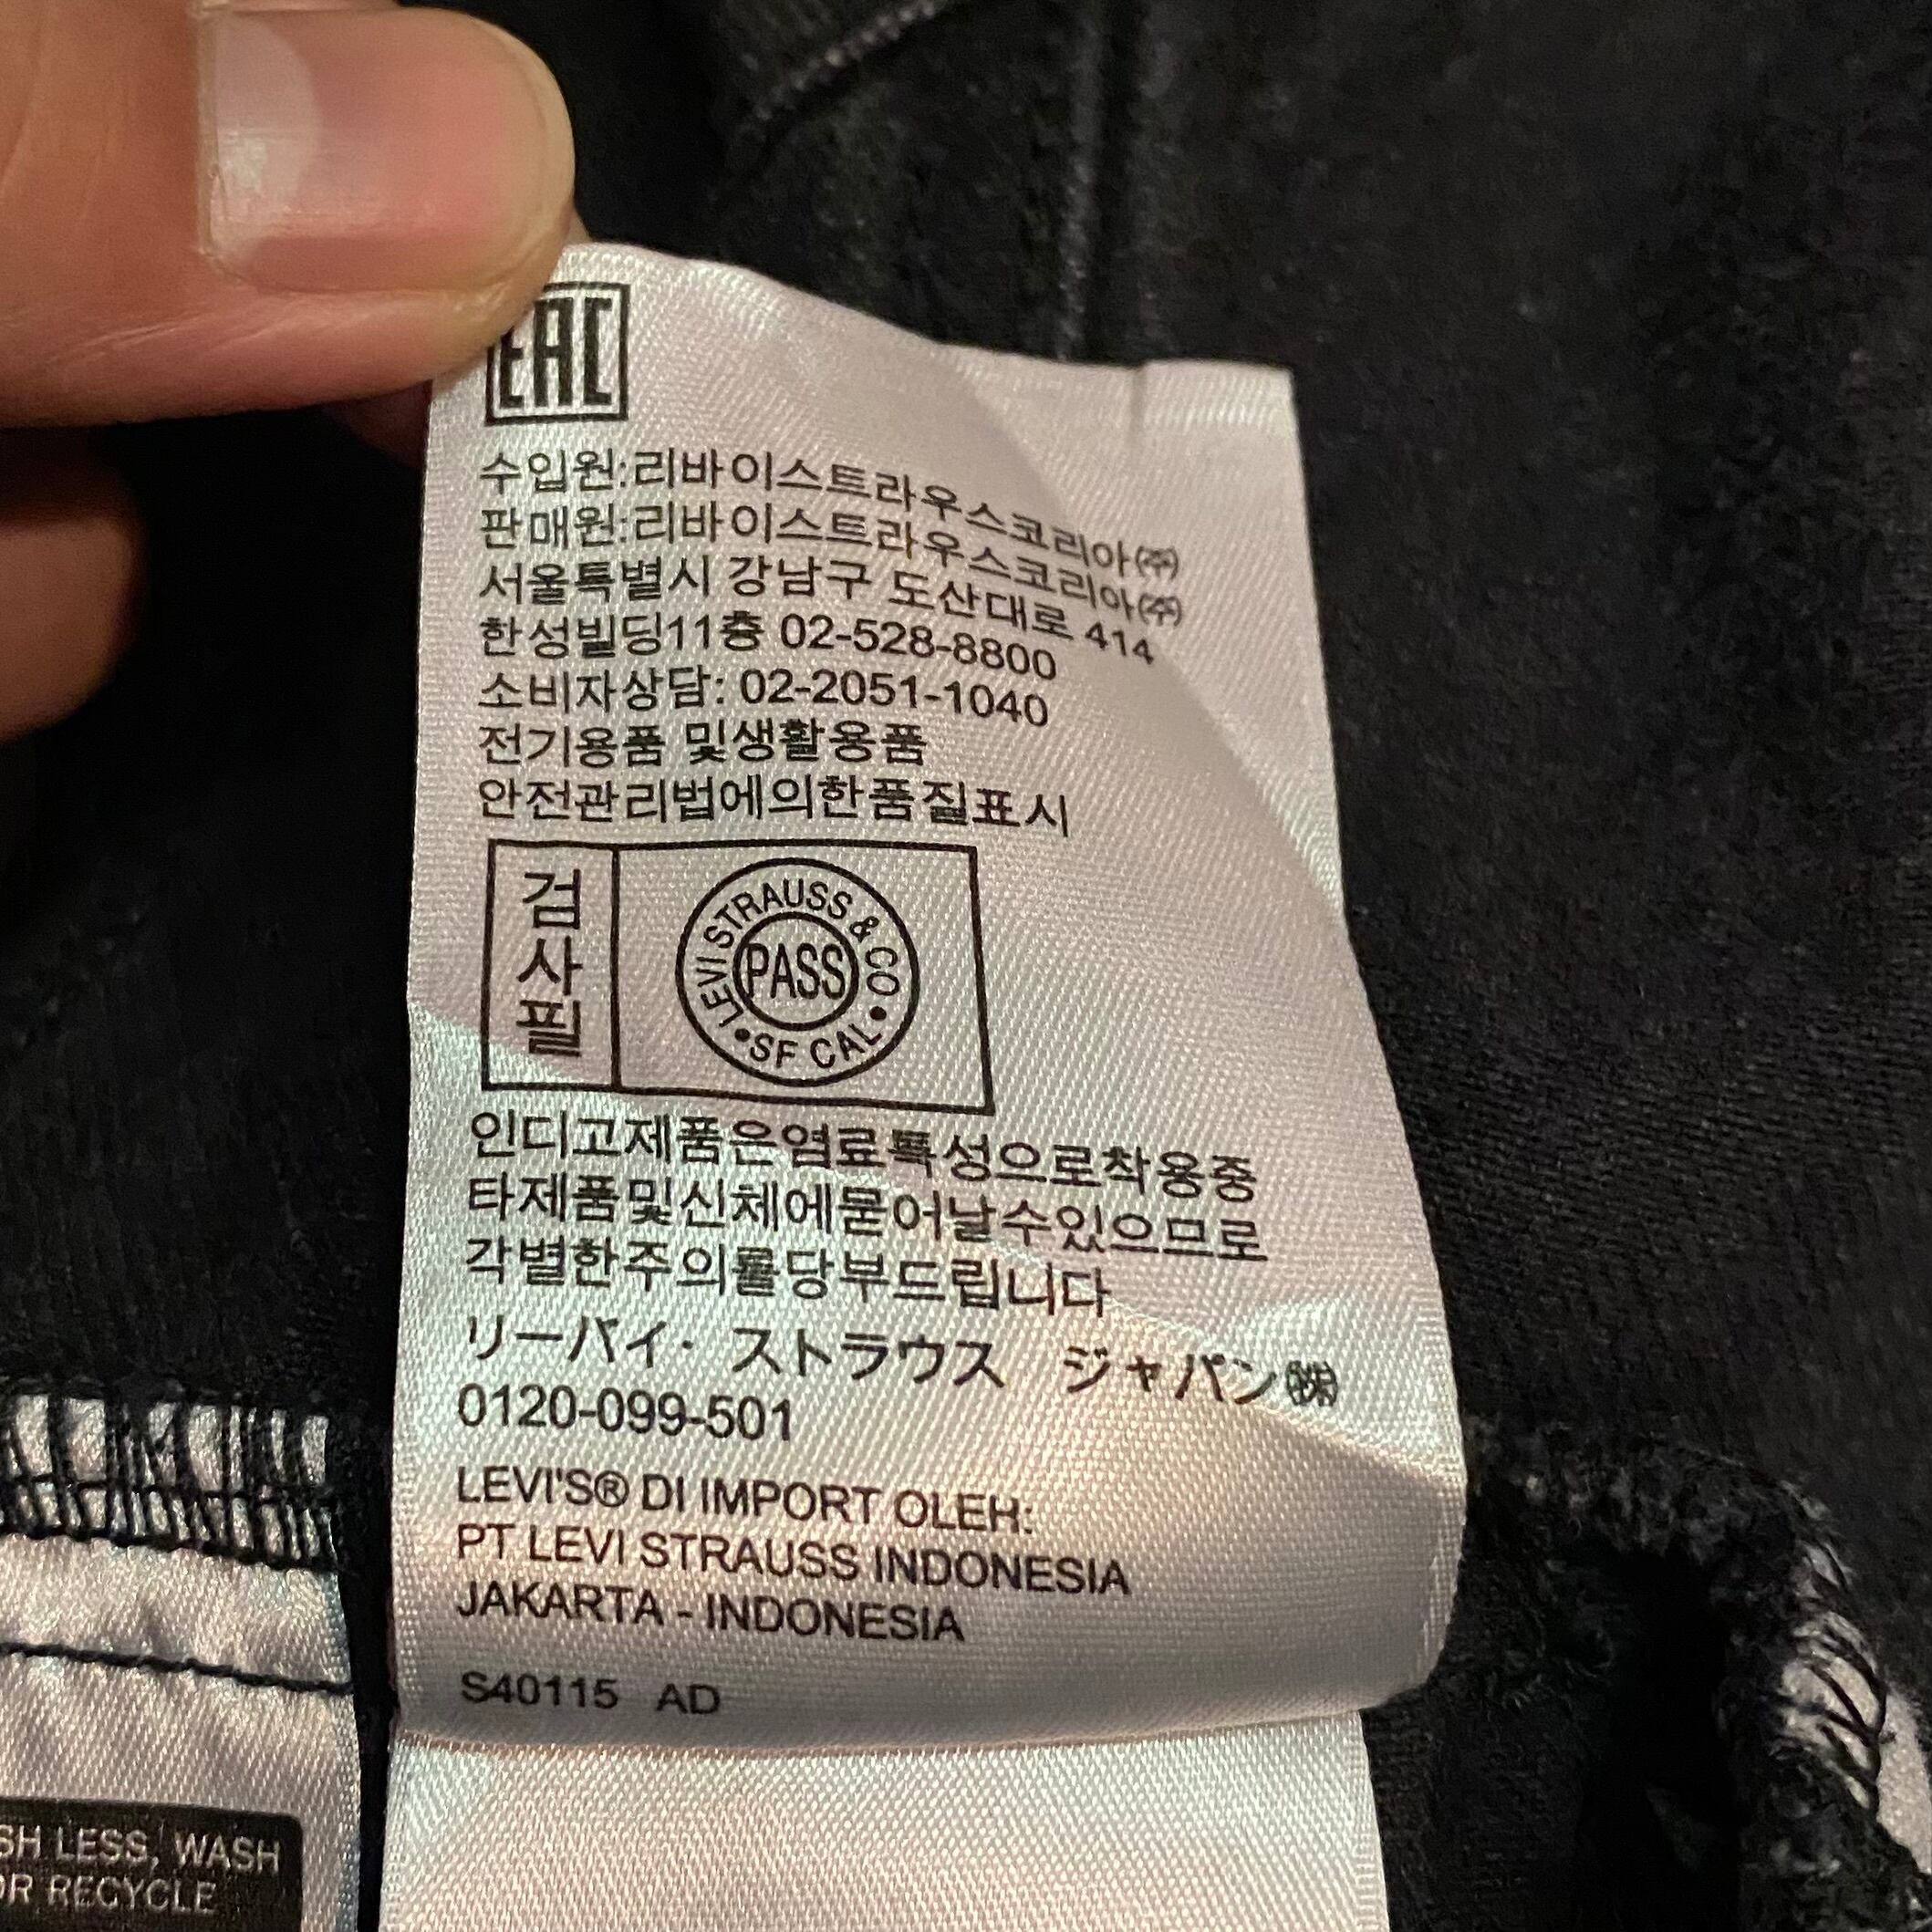 EAC
수입원:리바이스트라우스코리아㈜
판매원:리바이스트라우스코리아㈜
서울특별시 강남구 도산대로 414
한성빌딩11층 02-528-8800
소비자상담: 02-2051-1040
전기용품 및생활용품
안전관리법에의한품질표시
검사필
LEVI STRAUSS & CO
PASS
• SF CAL •
인디고제품은염료특성으로착용중
타제품및신체에묻어날수있으므로
각별한주의를당부드립니다
リーバイ・ストラウス ジャパン㈱
0120-099-501
LEVI'S® DI IMPORT OLEH:
PT LEVI STRAUSS INDONESIA
JAKARTA - INDONESIA
S40115 AD
LESS, WASH
RECYCLE